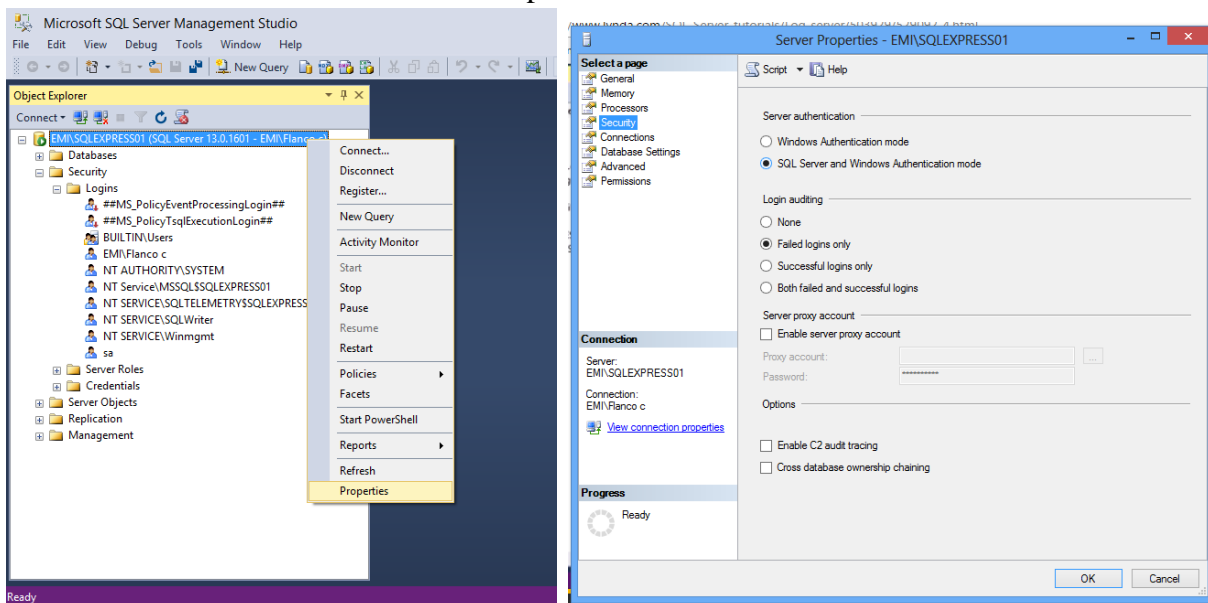 Microsoft SQL Server Management Studio
File Edit View Debug Tools Window Help
New Query
Object Explorer
Connect
EMI\SQLEXPRESS01 (SQL Server 13.0.1601 - EMI\Flanco c)
Databases
Security
Logins
##MS_PolicyEventProcessingLogin##
##MS_PolicyTsqlExecutionLogin##
BUILTIN\Users
EMI\Flanco c
NT AUTHORITY\SYSTEM
NT Service\MSSQL$SQLEXPRESS01
NT SERVICE\SQLTELEMETRY$SQLEXPRESS
NT SERVICE\SQLWriter
NT SERVICE\Winmgmt
sa
Server Roles
Credentials
Server Objects
Replication
Management
Connect...
Disconnect
Register...
New Query
Activity Monitor
Start
Stop
Pause
Resume
Restart
Policies
Facets
Start PowerShell
Reports
Refresh
Properties
Ready
Server Properties - EMI\SQLEXPRESS01
Select a page
General
Memory
Processors
Security
Connections
Database Settings
Advanced
Permissions
Script Help
Server authentication
Windows Authentication mode
SQL Server and Windows Authentication mode
Login auditing
None
Failed logins only
Successful logins only
Both failed and successful logins
Server proxy account
Enable server proxy account
Proxy account:
...
Password:
**********
Options
Enable C2 audit tracing
Cross database ownership chaining
Connection
Server:
EMI\SQLEXPRESS01
Connection:
EMI\Flanco c
View connection properties
Progress
Ready
OK Cancel